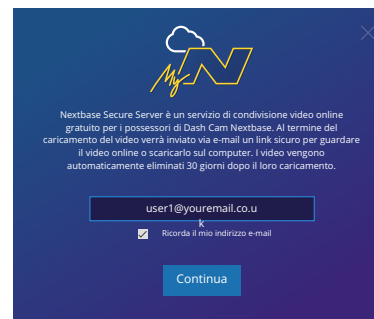 My N
Nextbase Secure Server è un servizio di condivisione video online
gratuito per i possessori di Dash Cam Nextbase. Al termine del
caricamento del video verrà inviato via e-mail un link sicuro per guardare
il video online o scaricarlo sul computer. I video vengono
automaticamente eliminati 30 giorni dopo il loro caricamento.
user1@youremail.co.u
k
Ricorda il mio indirizzo e-mail
Continua